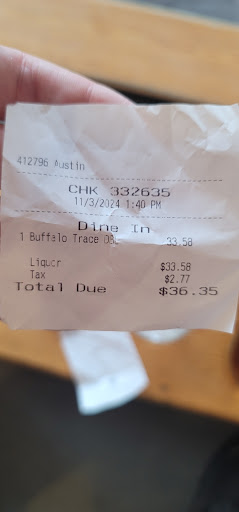 412796 Austin
CHK 332635
11/3/2024 1:40 PM
Dine In
1 Buffalo Trace 33.58
Liquor $33.58
Tax $2.77
Total Due $36.35